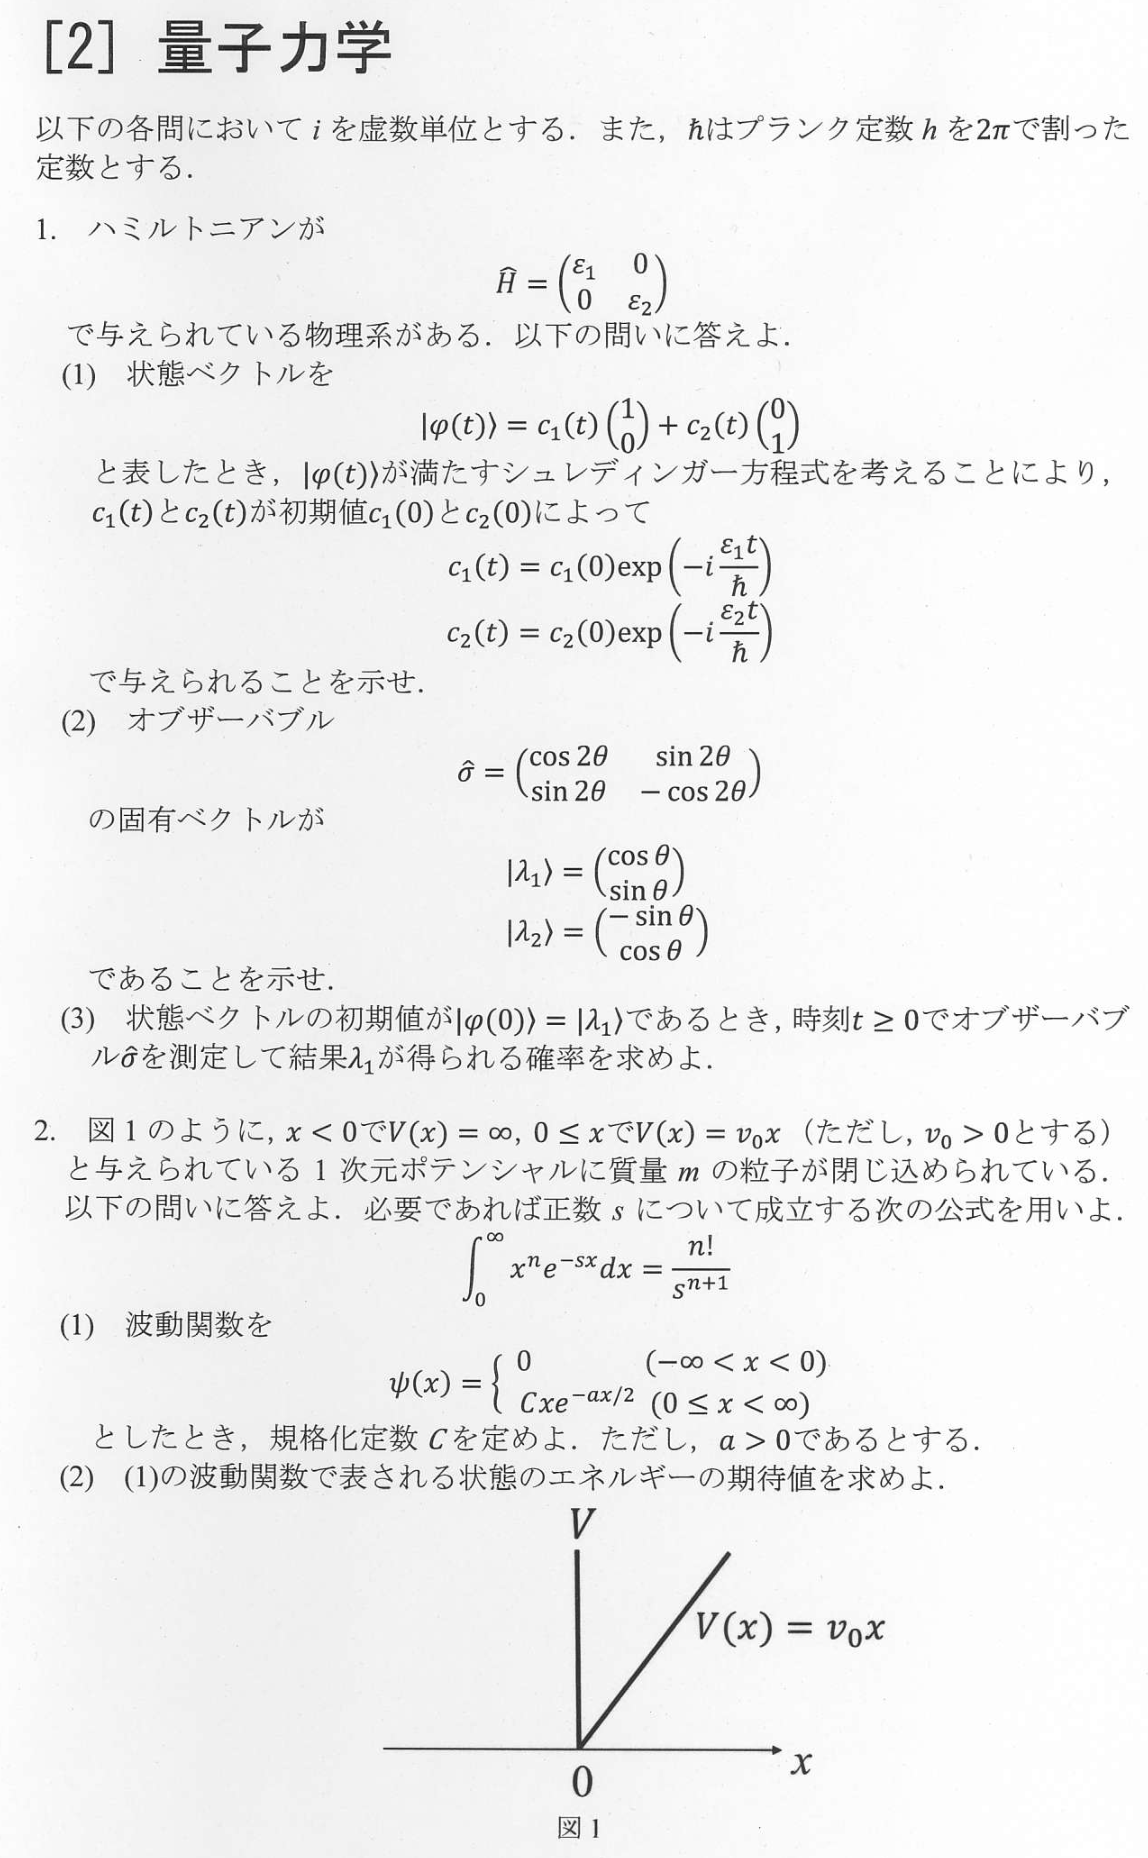 [2] 量子力学
以下の各問において i を虚数単位とする．また，ħはプランク定数 h を2πで割った
定数とする．
1. ハミルトニアンが
Ĥ = (ε₁ 0
0 ε₂)
で与えられている物理系がある．以下の問いに答えよ．
(1) 状態ベクトルを
|φ(t)⟩ = c₁(t) (1 0) + c₂(t) (0 1)
と表したとき，|φ(t)⟩が満たすシュレディンガー方程式を考えることにより，
c₁(t)とc₂(t)が初期値c₁(0)とc₂(0)によって
c₁(t) = c₁(0)exp(−i ε₁t/ħ)
c₂(t) = c₂(0)exp(−i ε₂t/ħ)
で与えられることを示せ．
(2) オブザーバブル
σ̂ = (cos 2θ sin 2θ
sin 2θ − cos 2θ)
の固有ベクトルが
|λ₁⟩ = (cos θ
sin θ)
|λ₂⟩ = (− sin θ
cos θ)
であることを示せ．
(3) 状態ベクトルの初期値が|φ(0)⟩ = |λ₁⟩であるとき, 時刻t ≥ 0でオブザーバブ
ルσ̂を測定して結果λ₁が得られる確率を求めよ．
2. 図 1 のように, x < 0でV(x) = ∞, 0 ≤ xでV(x) = v₀x（ただし, v₀ > 0とする）
と与えられている 1 次元ポテンシャルに質量 m の粒子が閉じ込められている．
以下の問いに答えよ．必要であれば正数 s について成立する次の公式を用いよ．
∫₀^∞ xⁿe^(−sx)dx = n!/sⁿ⁺¹
(1) 波動関数を
ψ(x) = { 0 (−∞ < x < 0)
Cxe^(−ax/2) (0 ≤ x < ∞)
としたとき，規格化定数 Cを定めよ．ただし，a > 0であるとする．
(2) (1)の波動関数で表される状態のエネルギーの期待値を求めよ．
V
V(x) = v₀x
x
0
図 1